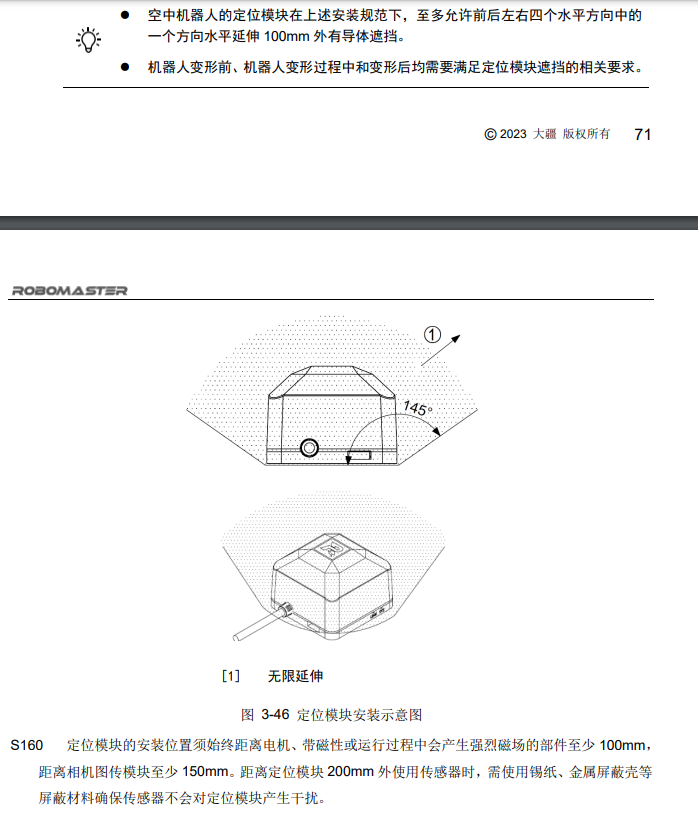 ● 空中机器人的定位模块在上述安装规范下，至多允许前后左右四个水平方向中的
一个方向水平延伸 100mm 外有导体遮挡。
● 机器人变形前、机器人变形过程中和变形后均需要满足定位模块遮挡的相关要求。
© 2023 大疆 版权所有 71
ROBOMASTER
①
145°
[1] 无限延伸
图 3-46 定位模块安装示意图
S160 定位模块的安装位置须始终距离电机、带磁性或运行过程中会产生强烈磁场的部件至少 100mm，
距离相机图传模块至少 150mm。距离定位模块 200mm 外使用传感器时，需使用锡纸、金属屏蔽壳等
屏蔽材料确保传感器不会对定位模块产生干扰。